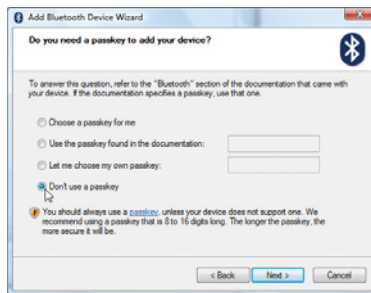 Add Bluetooth Device Wizard
Do you need a passkey to add your device?
To answer this question, refer to the "Bluetooth" section of the documentation that came with
your device. If the documentation specifies a passkey, use that one.
Choose a passkey for me
Use the passkey found in the documentation:
Let me choose my own passkey:
Don't use a passkey
You should always use a passkey, unless your device does not support one. We
recommend using a passkey that is 8 to 16 digits long. The longer the passkey, the
more secure it will be.
< Back Next > Cancel